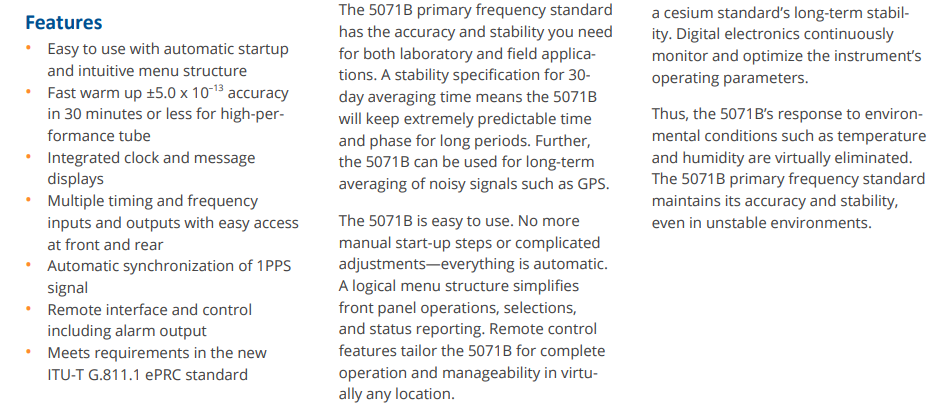 Features
• Easy to use with automatic startup
and intuitive menu structure
• Fast warm up ±5.0 x 10⁻¹³ accuracy
in 30 minutes or less for high-per-
formance tube
• Integrated clock and message
displays
• Multiple timing and frequency
inputs and outputs with easy access
at front and rear
• Automatic synchronization of 1PPS
signal
• Remote interface and control
including alarm output
• Meets requirements in the new
ITU-T G.811.1 ePRC standard
The 5071B primary frequency standard
has the accuracy and stability you need
for both laboratory and field applica-
tions. A stability specification for 30-
day averaging time means the 5071B
will keep extremely predictable time
and phase for long periods. Further,
the 5071B can be used for long-term
averaging of noisy signals such as GPS.
The 5071B is easy to use. No more
manual start-up steps or complicated
adjustments—everything is automatic.
A logical menu structure simplifies
front panel operations, selections,
and status reporting. Remote control
features tailor the 5071B for complete
operation and manageability in virtu-
ally any location.
a cesium standard's long-term stabil-
ity. Digital electronics continuously
monitor and optimize the instrument's
operating parameters.
Thus, the 5071B's response to environ-
mental conditions such as temperature
and humidity are virtually eliminated.
The 5071B primary frequency standard
maintains its accuracy and stability,
even in unstable environments.